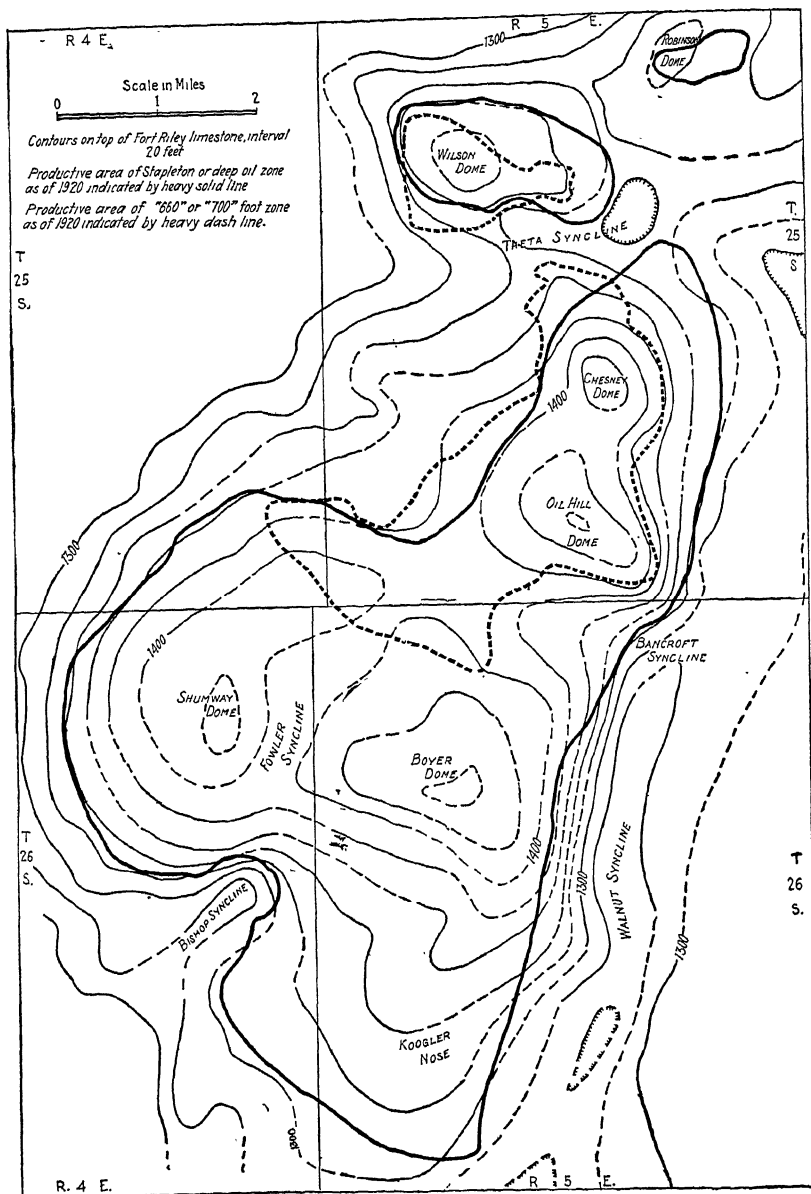 R 4 E.
R 5 E.
1300
ROBINSON
DOME
Scale in Miles
0 1 2
Contours on top of Fort Riley limestone, interval
20 feet
Productive area of Stapleton or deep oil zone
as of 1920 indicated by heavy solid line
Productive area of "660" or "700" foot zone
as of 1920 indicated by heavy dash line.
WILSON
DOME
T.
25
S
SYNCLINE
T
25
S.
CHESNEY
DOME
1400
OIL HILL
DOME
1300
1400
BANCROFT
SYNCLINE
SHUMWAY
DOME
FOWLER
SYNCLINE
BOYER
DOME
T
26
S.
1400
1300
WALNUT SYNCLINE
T
26
S.
BISHOP SYNCLINE
1300
KOOGLER
NOSE
1300
R. 4 E.
R 5 E.